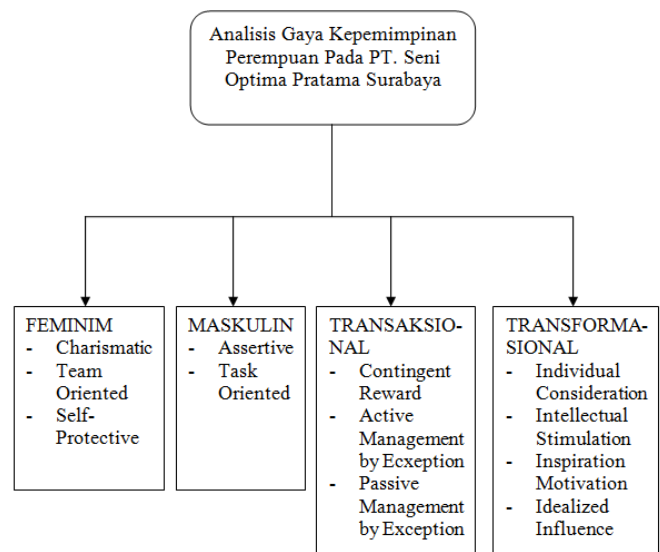 Analisis Gaya Kepemimpinan
Perempuan Pada PT. Seni
Optima Pratama Surabaya
FEMINIM
- Charismatic
- Team
Oriented
- Self-
Protective
MASKULIN
- Assertive
- Task
Oriented
TRANSAKSIO-
NAL
- Contingent
Reward
- Active
Management
by Ecxeption
- Passive
Management
by Exception
TRANSFORMA-
SIONAL
- Individual
Consideration
- Intellectual
Stimulation
- Inspiration
Motivation
- Idealized
Influence